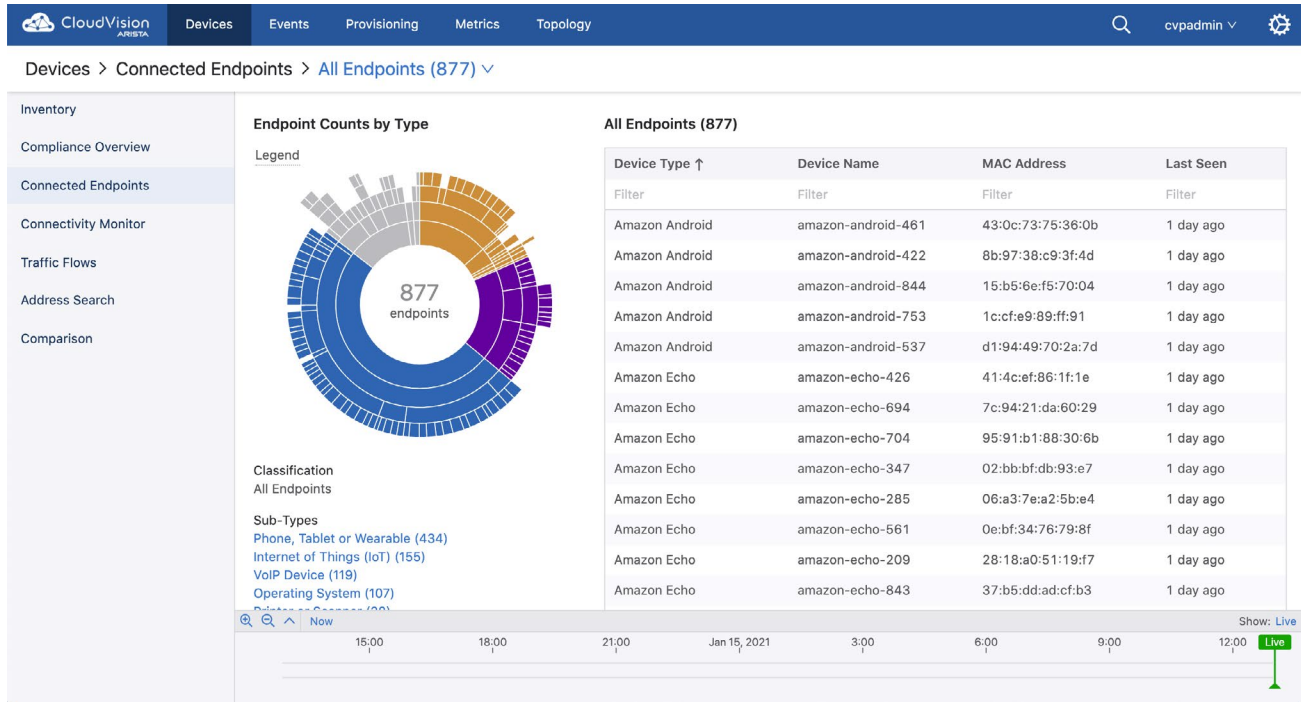 CloudVision
ARISTA
Devices
Events
Provisioning
Metrics
Topology
cvpadmin
Devices > Connected Endpoints > All Endpoints (877)
Inventory
Compliance Overview
Connected Endpoints
Connectivity Monitor
Traffic Flows
Address Search
Comparison
Endpoint Counts by Type
Legend
877
endpoints
Classification
All Endpoints
Sub-Types
Phone, Tablet or Wearable (434)
Internet of Things (IoT) (155)
VoIP Device (119)
Operating System (107)
All Endpoints (877)
Device Type ↑ Device Name MAC Address Last Seen
Filter Filter Filter Filter
Amazon Android amazon-android-461 43:0c:73:75:36:0b 1 day ago
Amazon Android amazon-android-422 8b:97:38:c9:3f:4d 1 day ago
Amazon Android amazon-android-844 15:b5:6e:f5:70:04 1 day ago
Amazon Android amazon-android-753 1c:cf:e9:89:ff:91 1 day ago
Amazon Android amazon-android-537 d1:94:49:70:2a:7d 1 day ago
Amazon Echo amazon-echo-426 41:4c:ef:86:1f:1e 1 day ago
Amazon Echo amazon-echo-694 7c:94:21:da:60:29 1 day ago
Amazon Echo amazon-echo-704 95:91:b1:88:30:6b 1 day ago
Amazon Echo amazon-echo-347 02:bb:bf:db:93:e7 1 day ago
Amazon Echo amazon-echo-285 06:a3:7e:a2:5b:e4 1 day ago
Amazon Echo amazon-echo-561 0e:bf:34:76:79:8f 1 day ago
Amazon Echo amazon-echo-209 28:18:a0:51:19:f7 1 day ago
Amazon Echo amazon-echo-843 37:b5:dd:ad:cf:b3 1 day ago
Now
Show: Live
15:00 18:00 21:00 Jan 15, 2021 3:00 6:00 9:00 12:00 Live